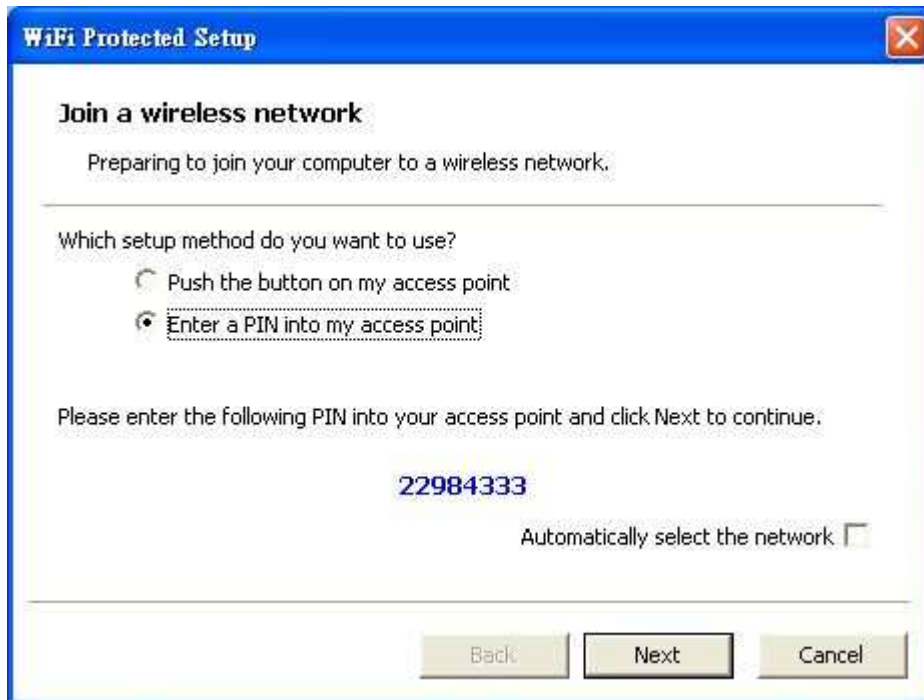 WiFi Protected Setup
Join a wireless network
Preparing to join your computer to a wireless network.
Which setup method do you want to use?
Push the button on my access point
Enter a PIN into my access point
Please enter the following PIN into your access point and click Next to continue.
22984333
Automatically select the network
Back Next Cancel